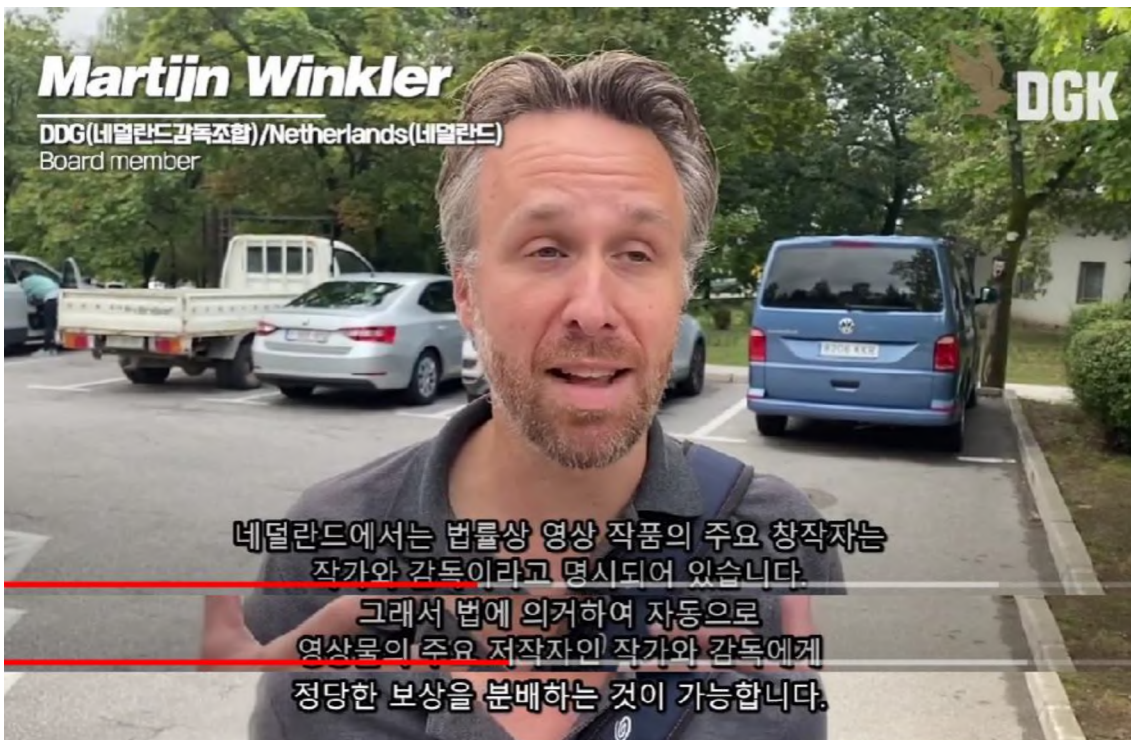 Martijn Winkler
DGK
DDG(네덜란드감독조합)/Netherlands(네덜란드)
Board member
네덜란드에서는 법률상 영상 작품의 주요 창작자는
작가와 감독이라고 명시되어 있습니다.
그래서 법에 의거하여 자동으로
영상물의 주요 저작자인 작가와 감독에게
정당한 보상을 분배하는 것이 가능합니다.